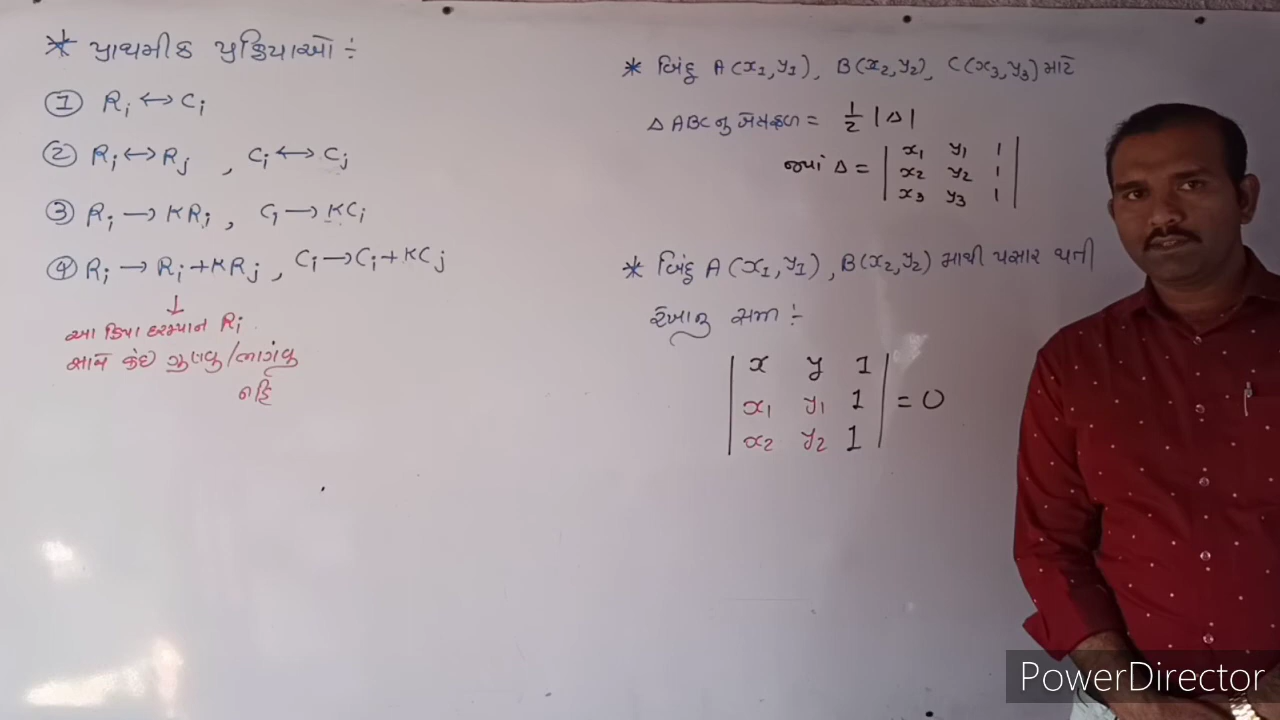 * પ્રાથમીક પ્રક્રિયાઓ ÷
① Ri ↔ Ci
② Ri ↔ Rj , Ci ↔ Cj
③ Ri → KRi , Ci → KCi
④ Ri → Ri + KRj , Ci → Ci + KCj
↓
આ ક્રિયા દરમ્યાન Ri
સાથે કંઈ ગુણવુ/ભાગંવુ
નહિ
* બિંદુ A(x1, y1), B(x2, y2), C(x3, y3) માટે
Δ ABC નુ ક્ષેત્રફળ = 1/2 |Δ|
જ્યાં Δ = | x1 y1 1 |
| x2 y2 1 |
| x3 y3 1 |
* બિંદુ A(x1, y1), B(x2, y2) માથી પસાર થતી
રેખાનુ સમી ÷
| x y 1 |
| x1 y1 1 | = 0
| x2 y2 1 |
PowerDirector